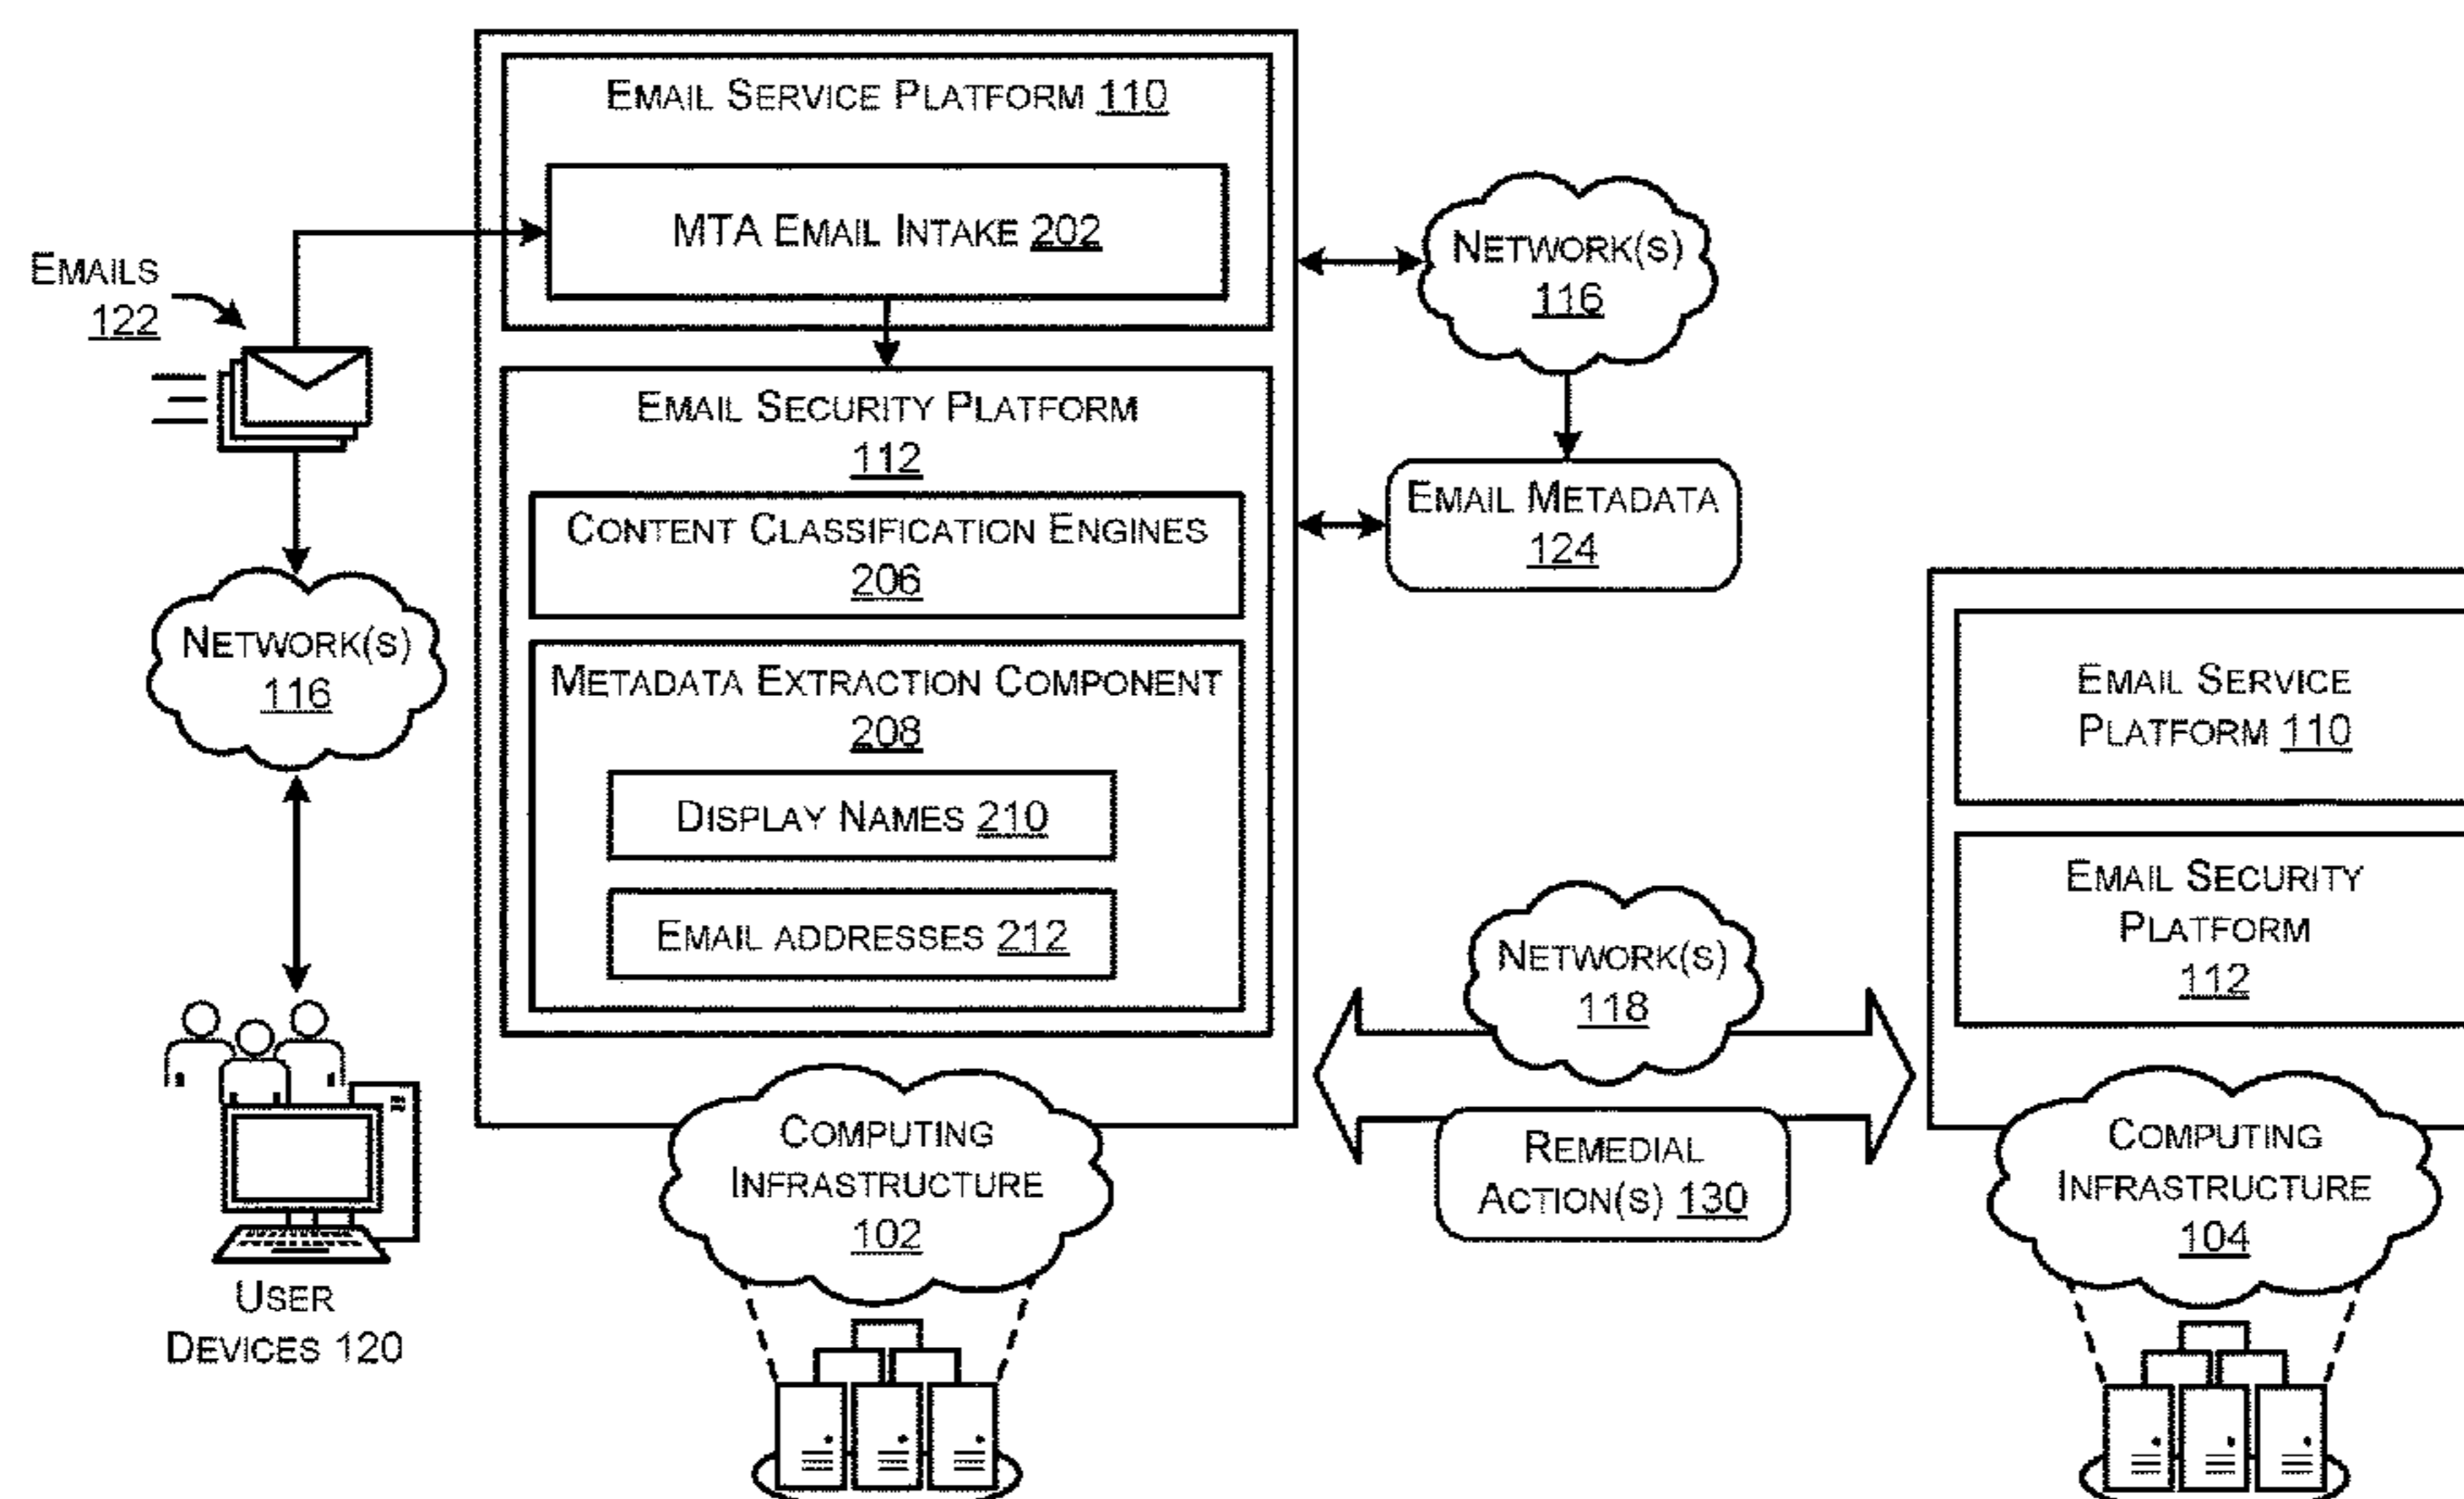 EMAIL SERVICE PLATFORM 110
MTA EMAIL INTAKE 202
EMAILS
122
NETWORK(S)
116
EMAIL SECURITY PLATFORM
112
CONTENT CLASSIFICATION ENGINES
206
EMAIL METADATA
124
NETWORK(S)
116
METADATA EXTRACTION COMPONENT
208
DISPLAY NAMES 210
EMAIL ADDRESSES 212
EMAIL SERVICE
PLATFORM 110
EMAIL SECURITY
PLATFORM
112
NETWORK(S)
118
REMEDIAL
ACTION(S) 130
COMPUTING
INFRASTRUCTURE
102
COMPUTING
INFRASTRUCTURE
104
USER
DEVICES 120